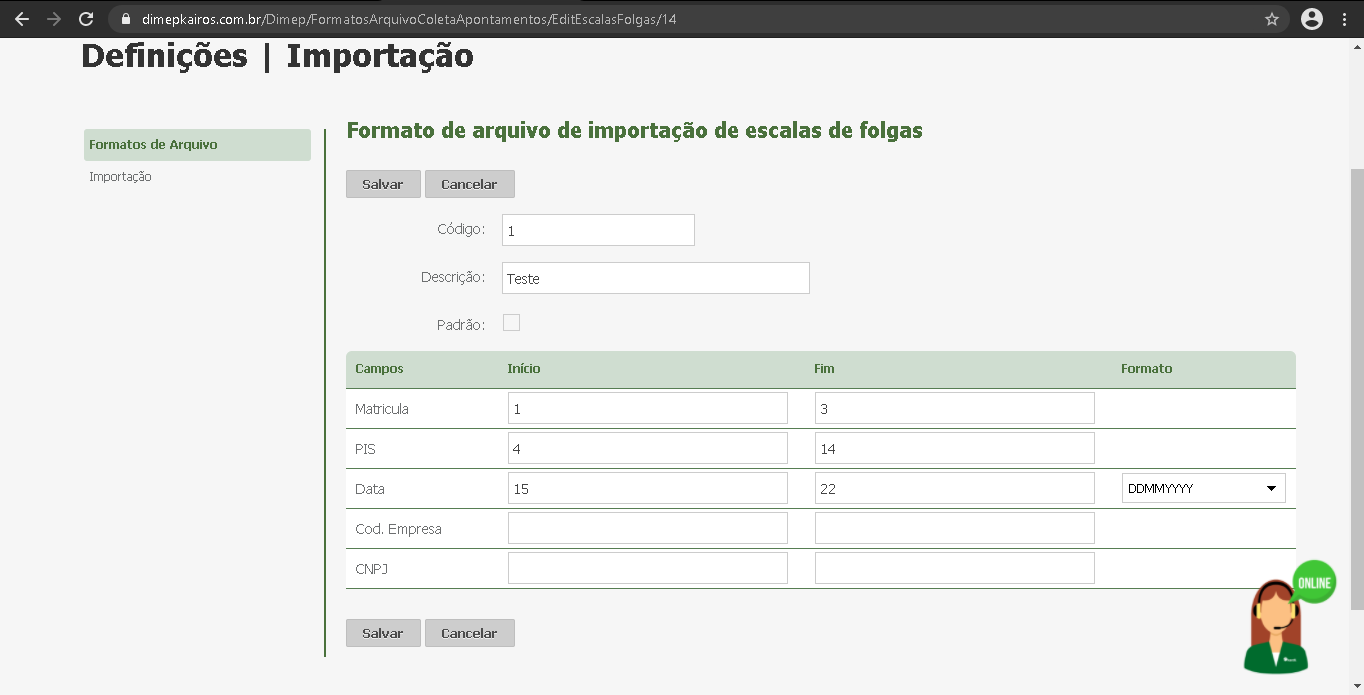 dimepkairos.com.br/Dimep/FormatosArquivoColetaApontamentos/EditEscalasFolgas/14
Definições | Importação
Formatos de Arquivo
Importação
Formato de arquivo de importação de escalas de folgas
Salvar Cancelar
Código: 1
Descrição: Teste
Padrão:
Campos Início Fim Formato
Matricula 1 3
PIS 4 14
Data 15 22 DDMMYYYY
Cod. Empresa
CNPJ
ONLINE
Salvar Cancelar